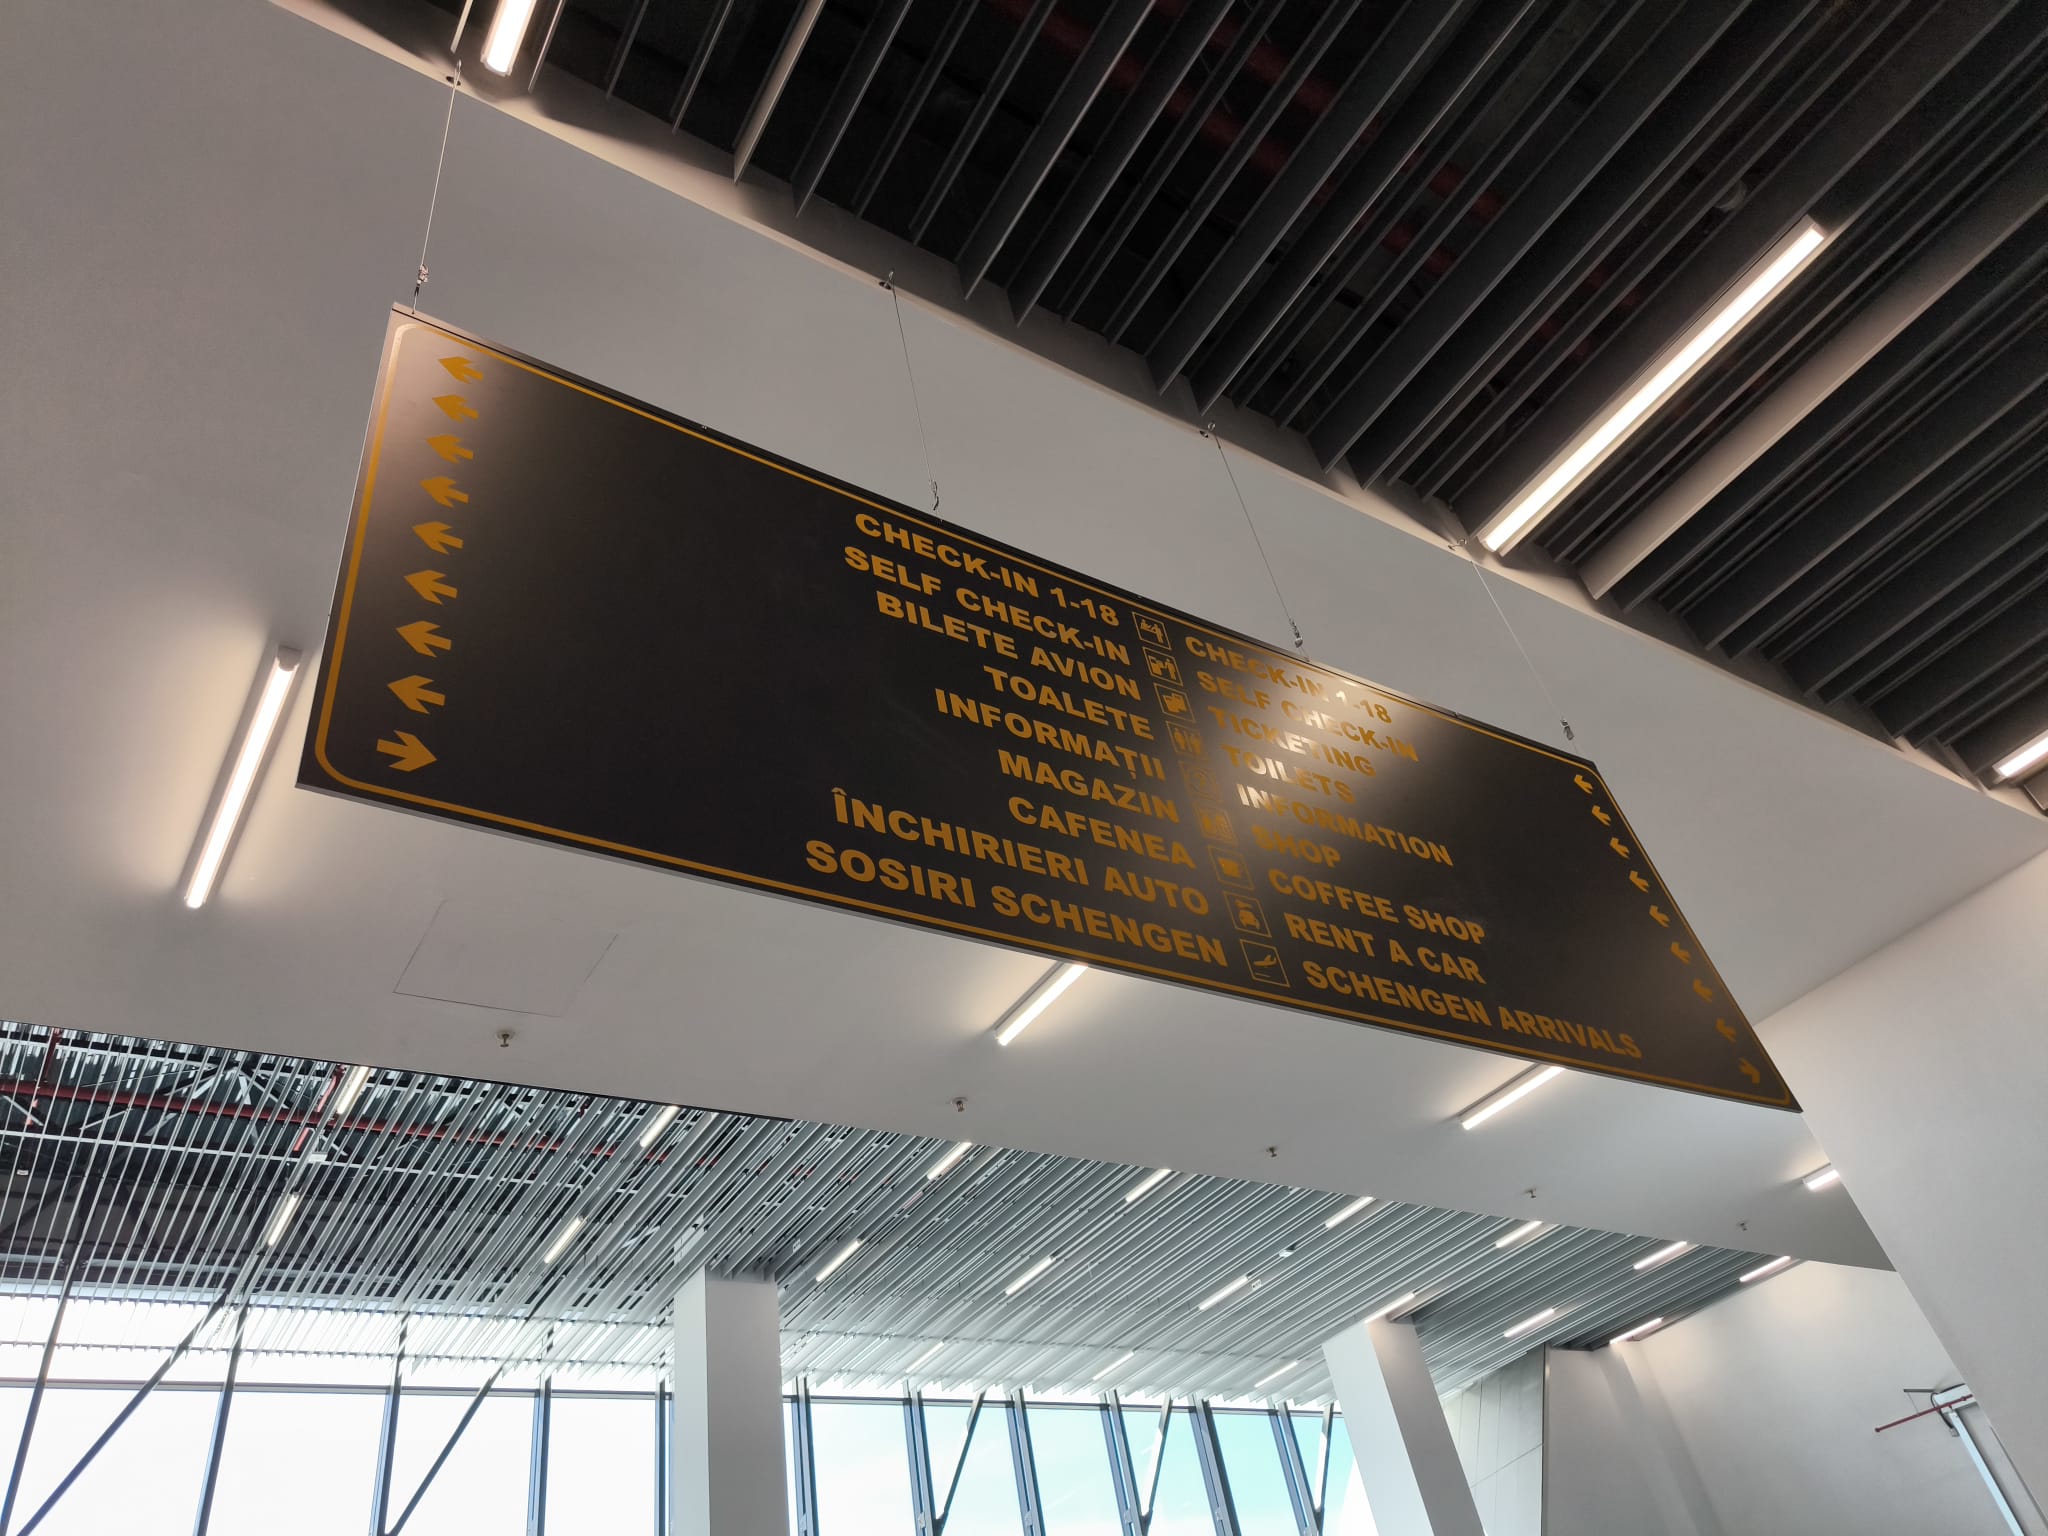 CHECK-IN 1-18 CHECK-IN 1-18
SELF CHECK-IN SELF CHECK-IN
BILETE AVION TICKETING
TOALETE TOILETS
INFORMAȚII INFORMATION
MAGAZIN SHOP
CAFENEA COFFEE SHOP
ÎNCHIRIERI AUTO RENT A CAR
SOSIRI SCHENGEN SCHENGEN ARRIVALS